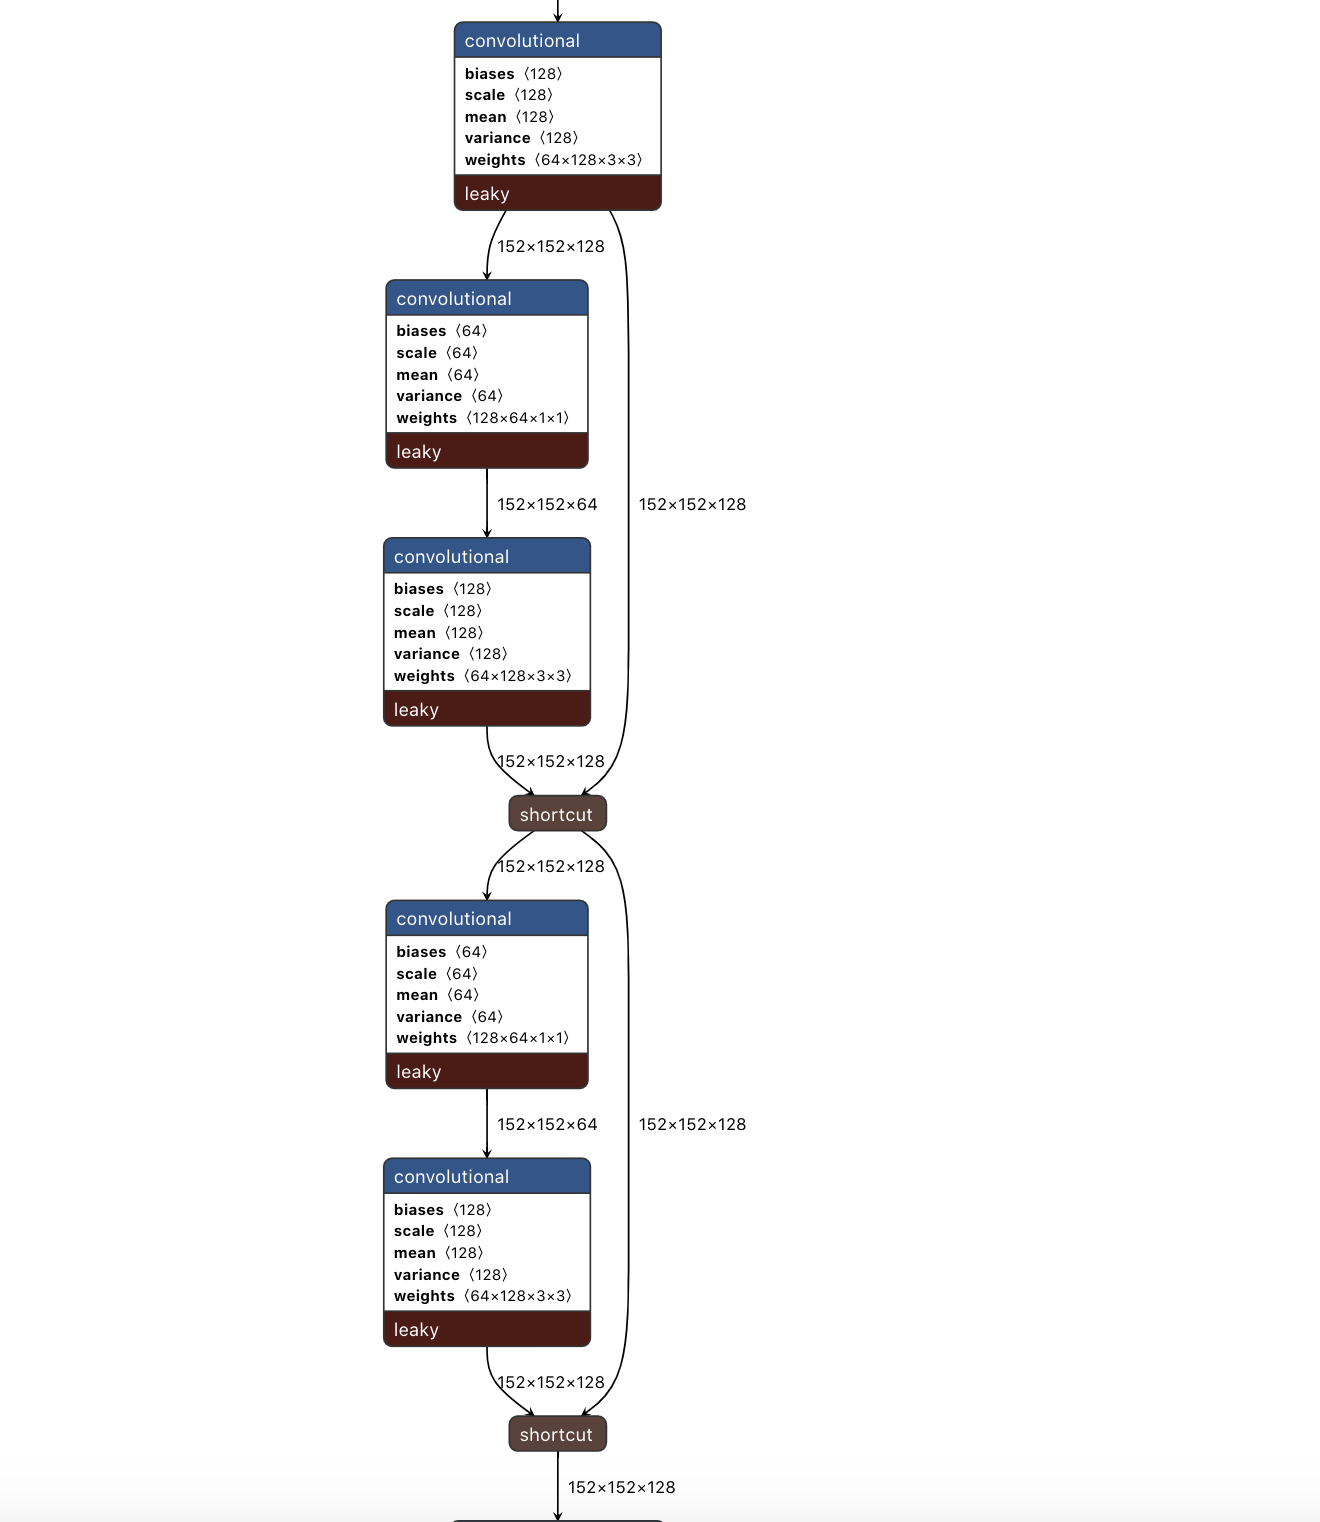 convolutional
biases ⟨128⟩
scale ⟨128⟩
mean ⟨128⟩
variance ⟨128⟩
weights ⟨64×128×3×3⟩
leaky
152×152×128
convolutional
biases ⟨64⟩
scale ⟨64⟩
mean ⟨64⟩
variance ⟨64⟩
weights ⟨128×64×1×1⟩
leaky
152×152×64
152×152×128
convolutional
biases ⟨128⟩
scale ⟨128⟩
mean ⟨128⟩
variance ⟨128⟩
weights ⟨64×128×3×3⟩
leaky
152×152×128
shortcut
152×152×128
convolutional
biases ⟨64⟩
scale ⟨64⟩
mean ⟨64⟩
variance ⟨64⟩
weights ⟨128×64×1×1⟩
leaky
152×152×64
152×152×128
convolutional
biases ⟨128⟩
scale ⟨128⟩
mean ⟨128⟩
variance ⟨128⟩
weights ⟨64×128×3×3⟩
leaky
152×152×128
shortcut
152×152×128